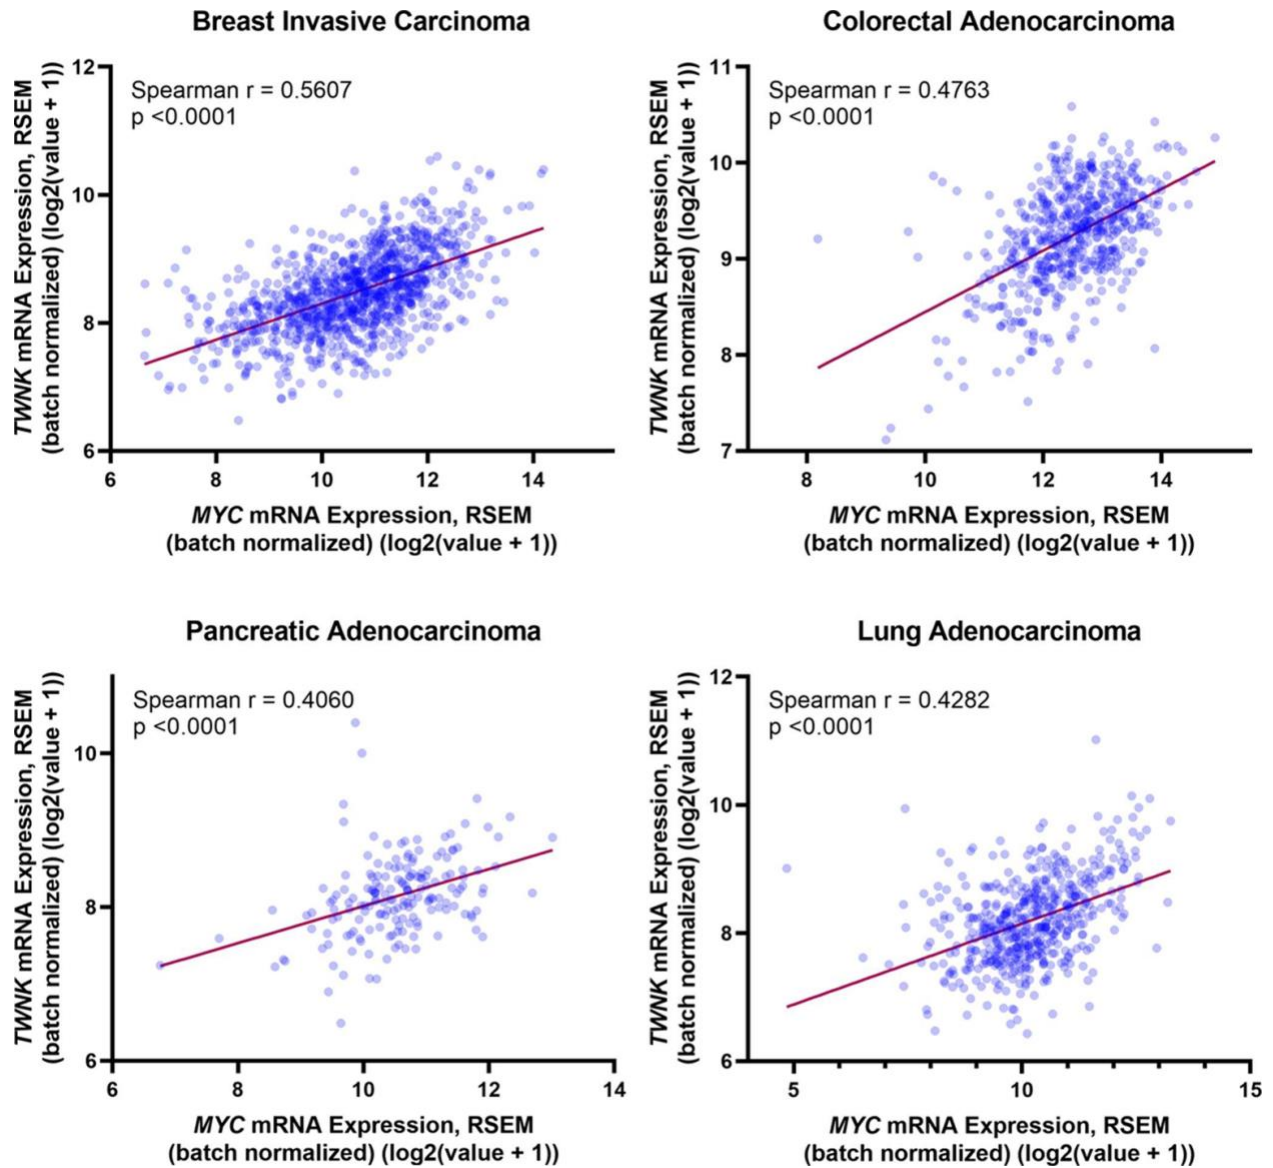 Breast Invasive Carcinoma
Spearman r = 0.5607
p <0.0001
TWNK mRNA Expression, RSEM
(batch normalized) (log2(value + 1))
12
10
8
6
6 8 10 12 14
MYC mRNA Expression, RSEM
(batch normalized) (log2(value + 1))
Colorectal Adenocarcinoma
Spearman r = 0.4763
p <0.0001
TWNK mRNA Expression, RSEM
(batch normalized) (log2(value + 1))
11
10
9
8
7
8 10 12 14
MYC mRNA Expression, RSEM
(batch normalized) (log2(value + 1))
Pancreatic Adenocarcinoma
Spearman r = 0.4060
p <0.0001
TWNK mRNA Expression, RSEM
(batch normalized) (log2(value + 1))
10
8
6
6 8 10 12 14
MYC mRNA Expression, RSEM
(batch normalized) (log2(value + 1))
Lung Adenocarcinoma
Spearman r = 0.4282
p <0.0001
TWNK mRNA Expression, RSEM
(batch normalized) (log2(value + 1))
12
10
8
6
5 10 15
MYC mRNA Expression, RSEM
(batch normalized) (log2(value + 1))